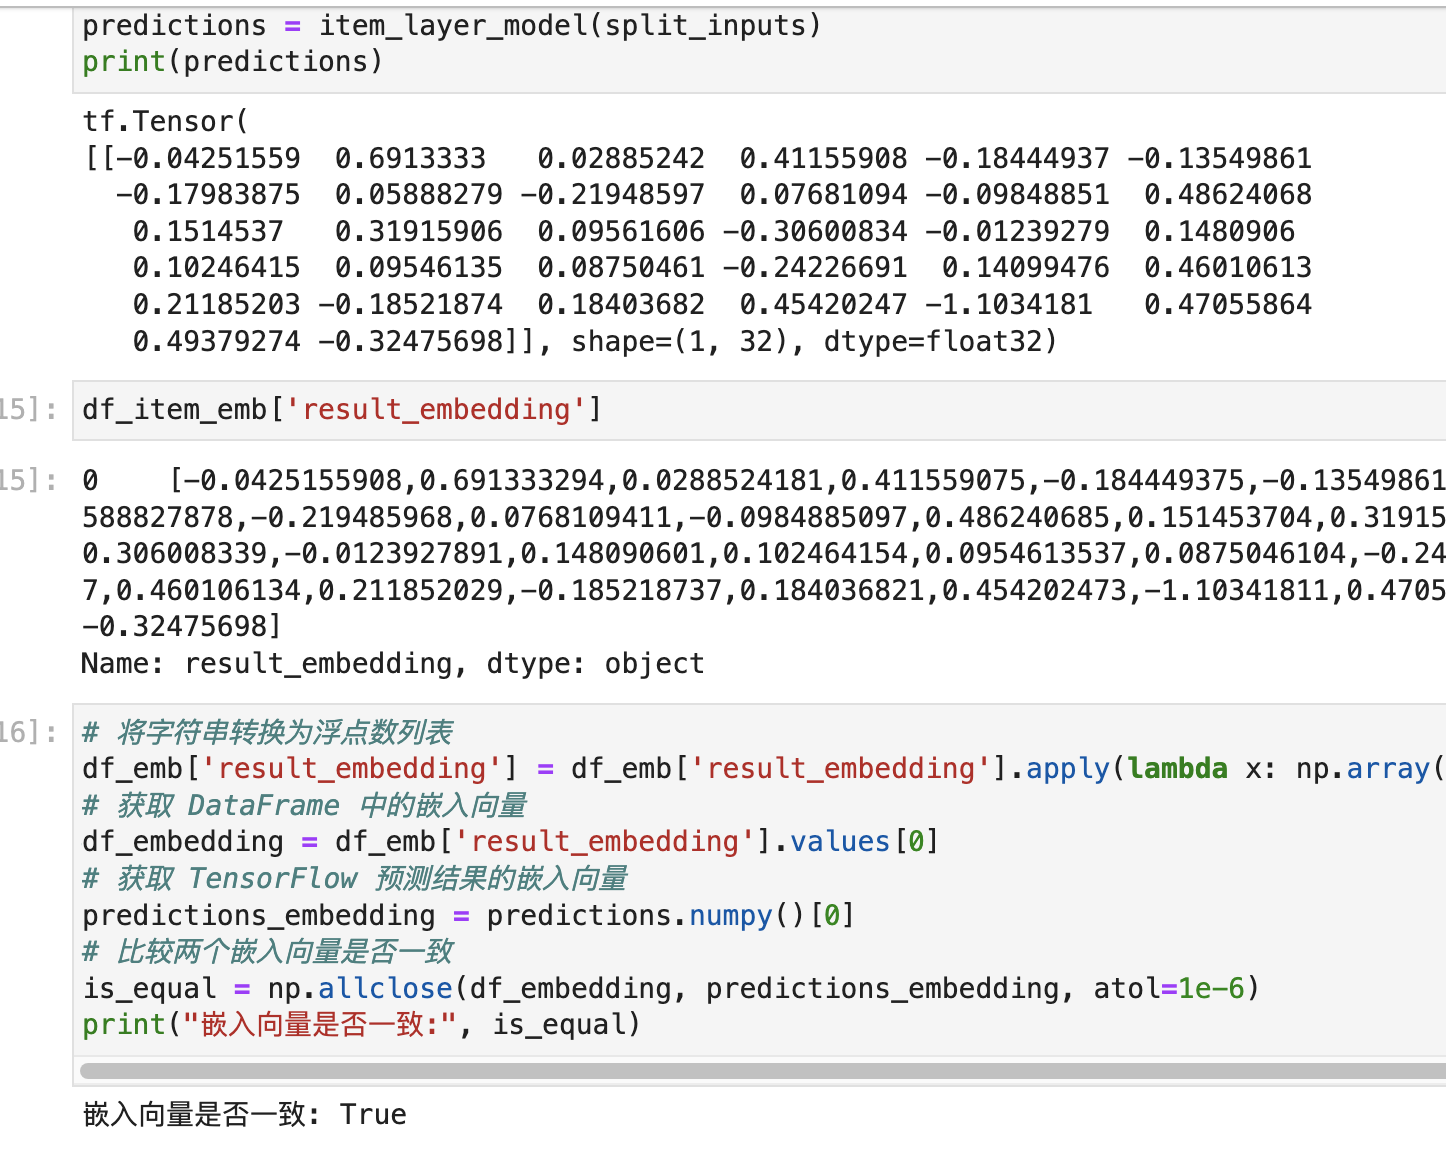 predictions = item_layer_model(split_inputs)
print(predictions)
tf.Tensor(
[[-0.04251559  0.6913333   0.02885242  0.41155908 -0.18444937 -0.13549861
  -0.17983875  0.05888279 -0.21948597  0.07681094 -0.09848851  0.48624068
   0.1514537   0.31915906  0.09561606 -0.30600834 -0.01239279  0.1480906
   0.10246415  0.09546135  0.08750461 -0.24226691  0.14099476  0.46010613
   0.21185203 -0.18521874  0.18403682  0.45420247 -1.1034181   0.47055864
   0.49379274 -0.32475698]], shape=(1, 32), dtype=float32)
15]: df_item_emb['result_embedding']
15]: 0    [-0.0425155908,0.691333294,0.0288524181,0.411559075,-0.184449375,-0.13549861
588827878,-0.219485968,0.0768109411,-0.0984885097,0.486240685,0.151453704,0.31915
0.306008339,-0.0123927891,0.148090601,0.102464154,0.0954613537,0.0875046104,-0.24
7,0.460106134,0.211852029,-0.185218737,0.184036821,0.454202473,-1.10341811,0.4705
-0.32475698]
Name: result_embedding, dtype: object
16]: # 将字符串转换为浮点数列表
df_emb['result_embedding'] = df_emb['result_embedding'].apply(lambda x: np.array(
# 获取 DataFrame 中的嵌入向量
df_embedding = df_emb['result_embedding'].values[0]
# 获取 TensorFlow 预测结果的嵌入向量
predictions_embedding = predictions.numpy()[0]
# 比较两个嵌入向量是否一致
is_equal = np.allclose(df_embedding, predictions_embedding, atol=1e-6)
print("嵌入向量是否一致:", is_equal)
嵌入向量是否一致: True